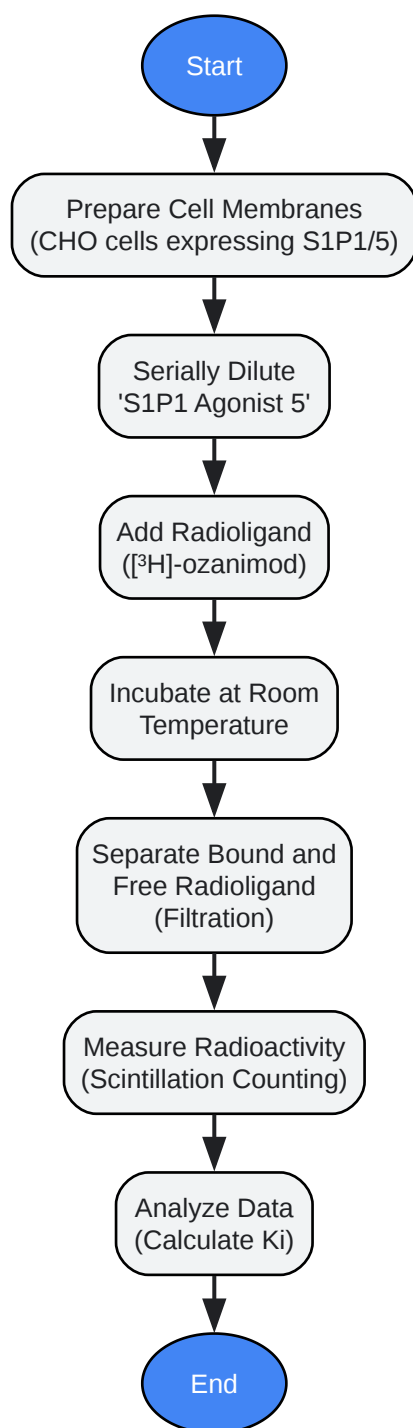 Start
Prepare Cell Membranes
(CHO cells expressing S1P1/5)
Serially Dilute
'S1P1 Agonist 5'
Add Radioligand
([³H]-ozanimod)
Incubate at Room
Temperature
Separate Bound and
Free Radioligand
(Filtration)
Measure Radioactivity
(Scintillation Counting)
Analyze Data
(Calculate Ki)
End